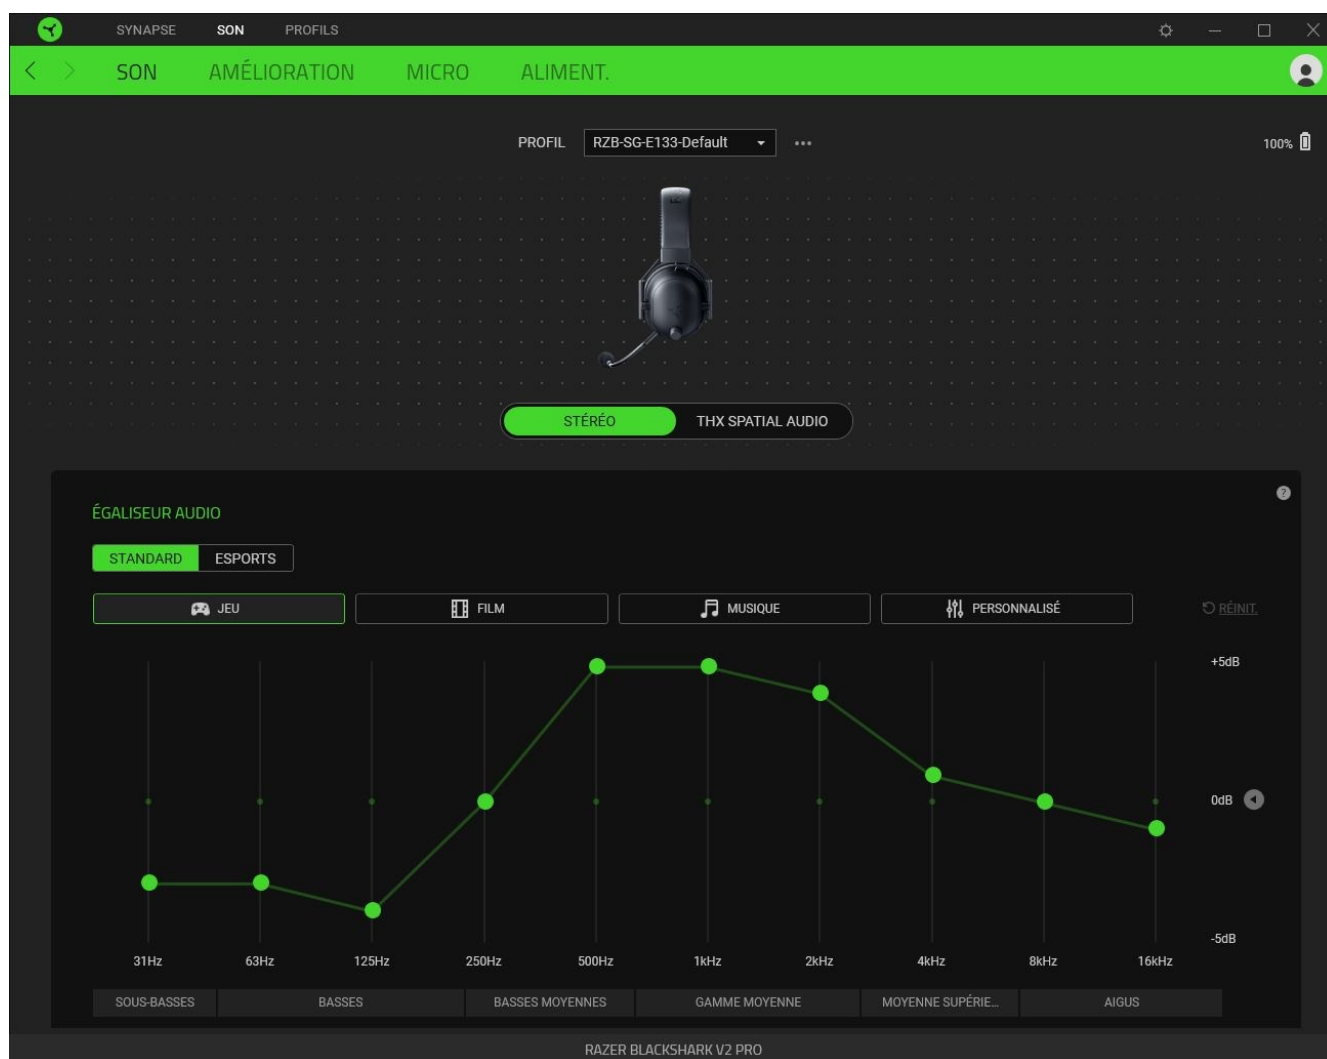 SYNAPSE SON PROFILS
SON AMÉLIORATION MICRO ALIMENT.
PROFIL RZB-SG-E133-Default 100%
STÉRÉO THX SPATIAL AUDIO
ÉGALISEUR AUDIO
STANDARD ESPORTS
JEU FILM MUSIQUE PERSONNALISÉ RÉINIT.
+5dB
0dB
-5dB
31Hz 63Hz 125Hz 250Hz 500Hz 1kHz 2kHz 4kHz 8kHz 16kHz
SOUS-BASSES BASSES BASSES MOYENNES GAMME MOYENNE MOYENNE SUPÉRIE... AIGUS
RAZER BLACKSHARK V2 PRO